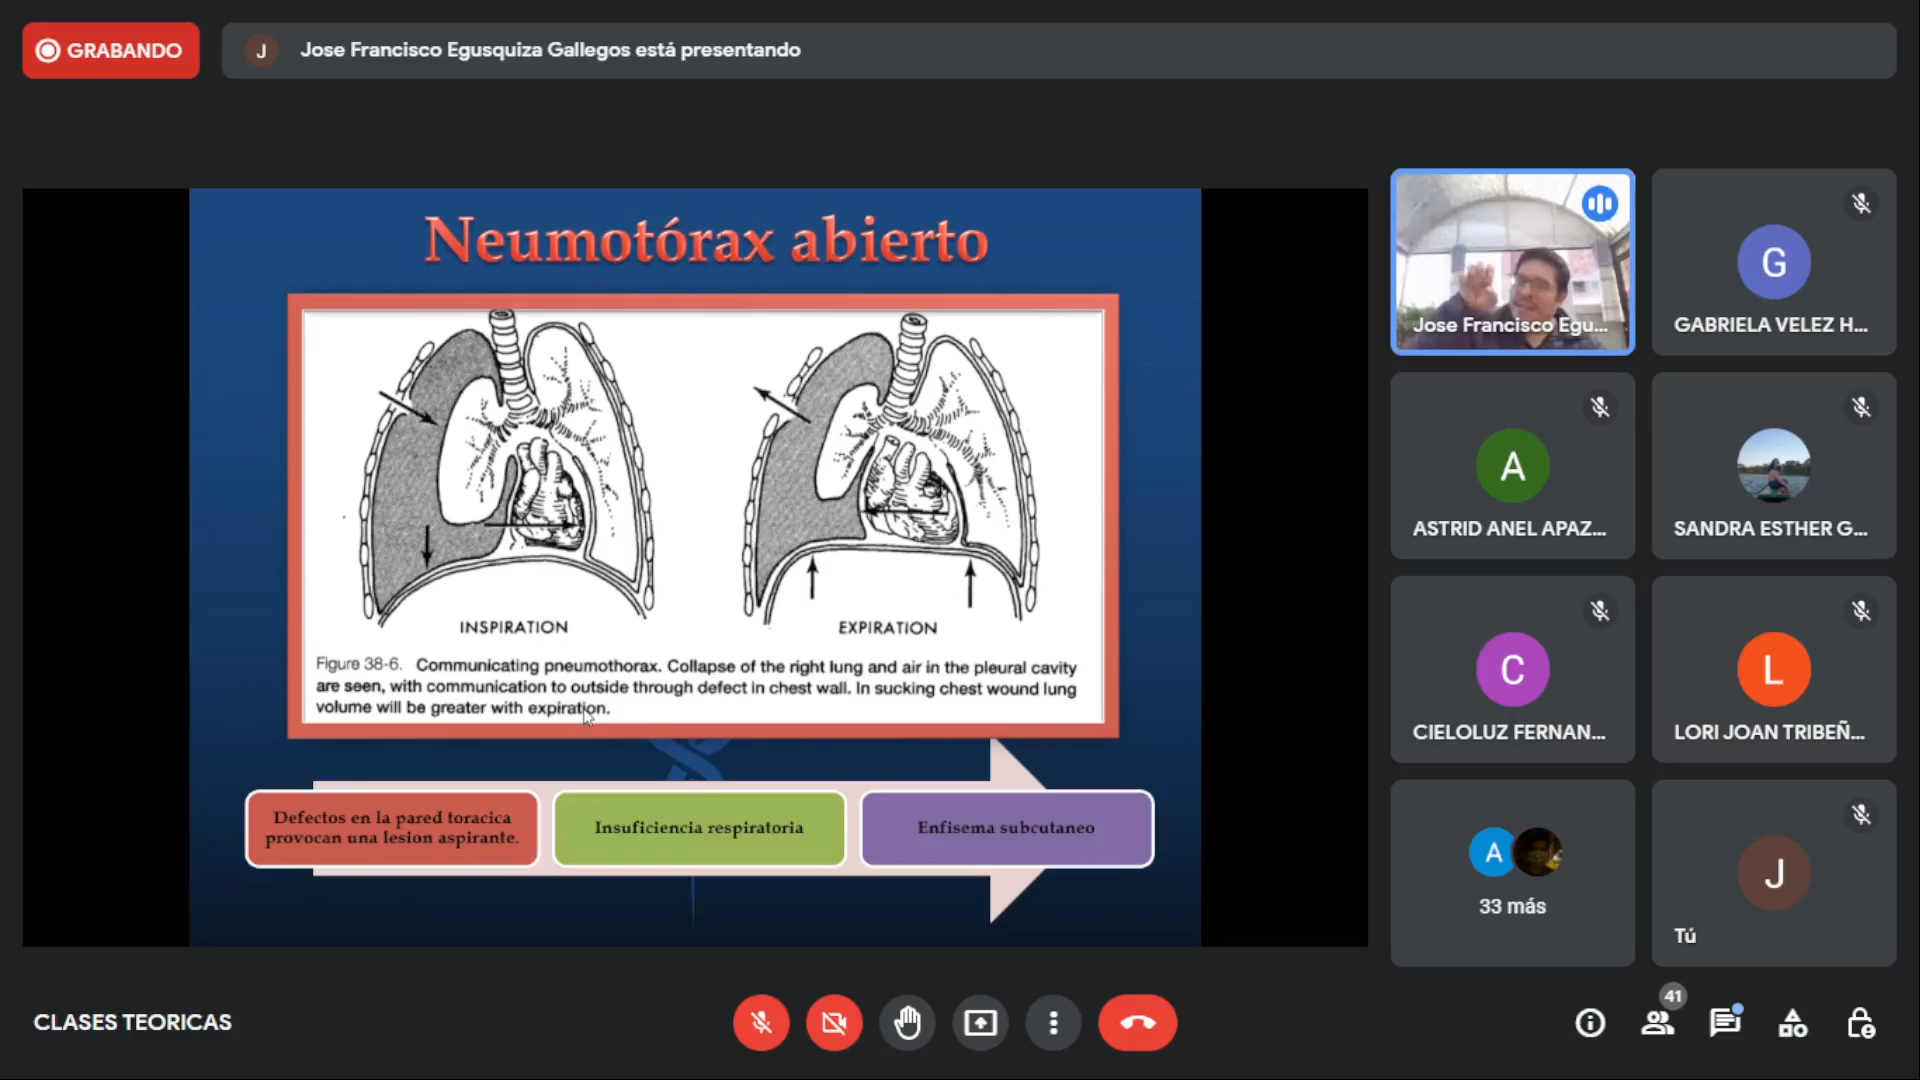 GRABANDO
J
Jose Francisco Egusquiza Gallegos está presentando
Neumotórax abierto
INSPIRATION
EXPIRATION
Figure 38-6. Communicating pneumothorax. Collapse of the right lung and air in the pleural cavity
are seen, with communication to outside through defect in chest wall. In sucking chest wound lung
volume will be greater with expiration.
Defectos en la pared toracica
provocan una lesion aspirante.
Insuficiencia respiratoria
Enfisema subcutaneo
Jose Francisco Egu...
G
GABRIELA VELEZ H...
A
ASTRID ANEL APAZ...
SANDRA ESTHER G...
C
CIELOLUZ FERNAN...
L
LORI JOAN TRIBEÑ...
A
33 más
J
Tú
CLASES TEORICAS
41